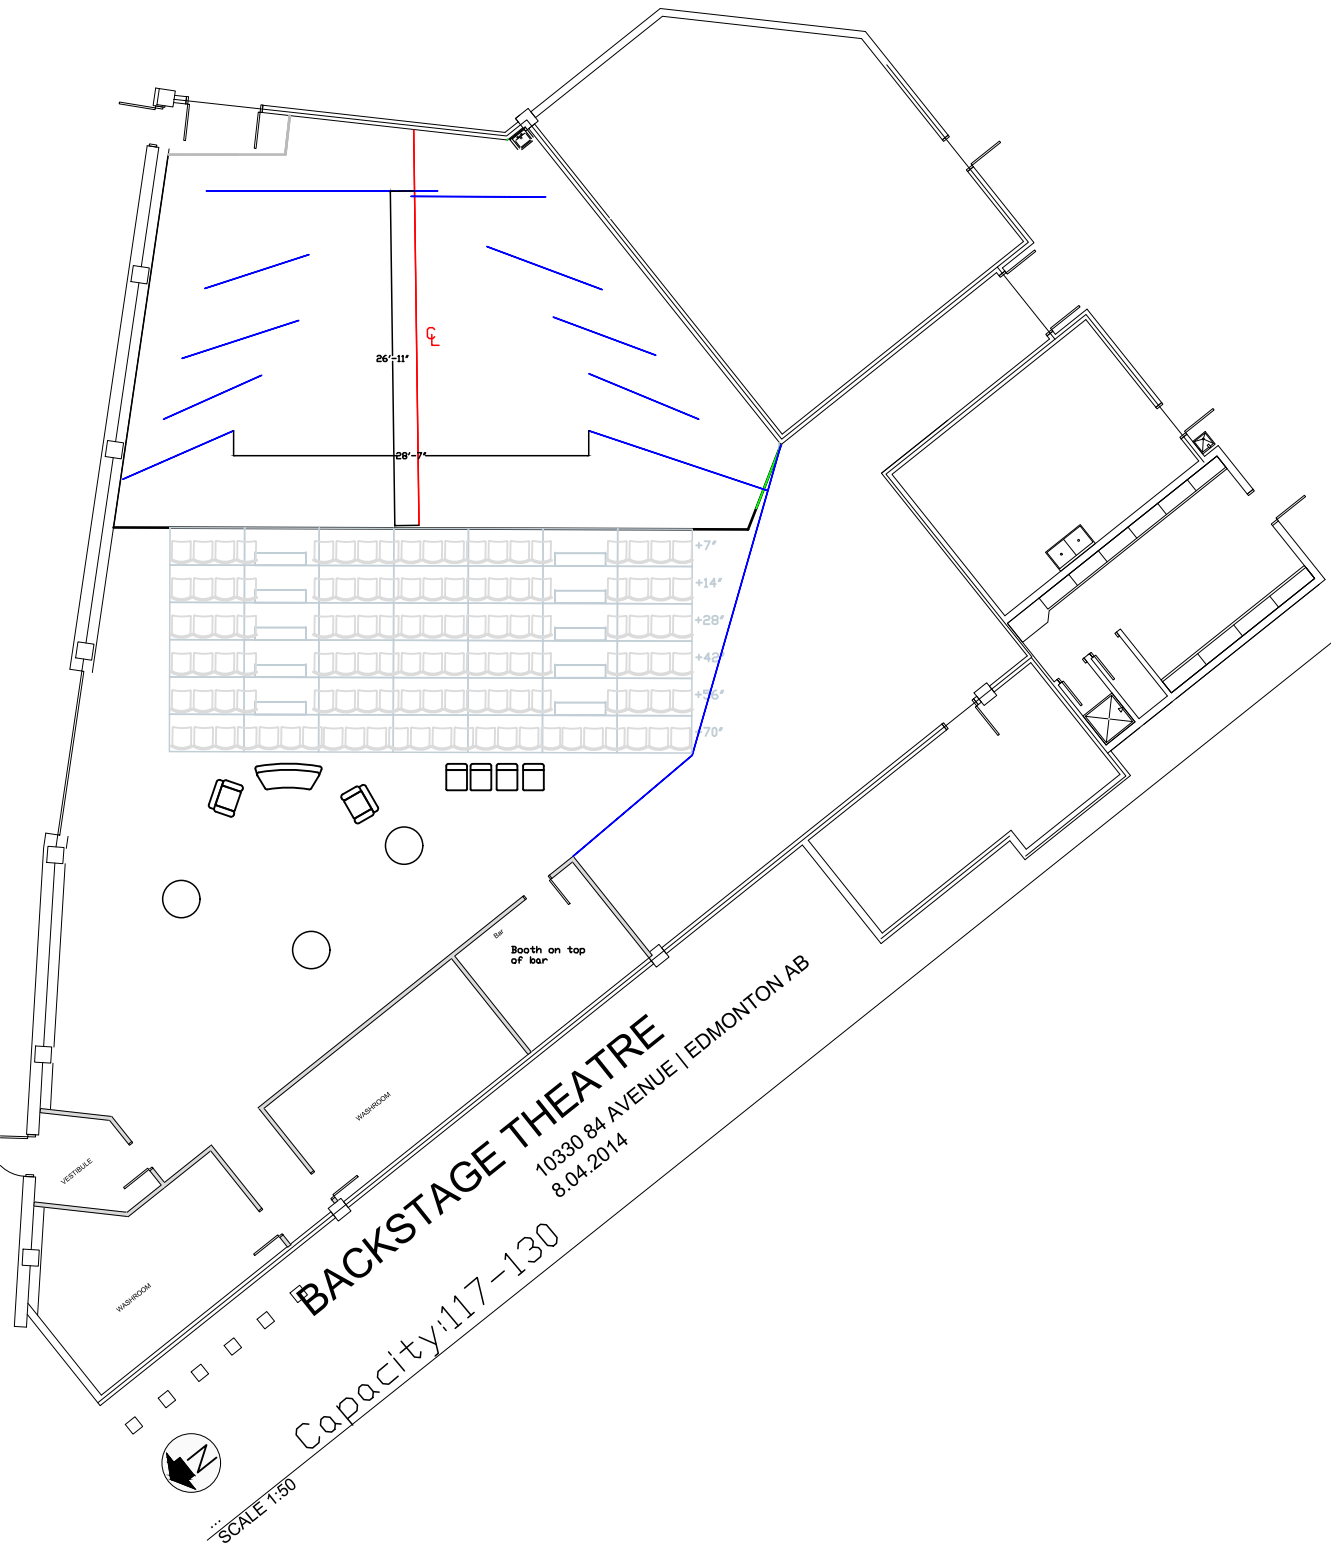 ℄
26'-11"
28'-7"
+7"
+14"
+28"
+42"
+56"
+70"
Bar
Booth on top
of bar
WASHROOM
VESTIBULE
WASHROOM
BACKSTAGE THEATRE
10330 84 AVENUE | EDMONTON AB
8.04.2014
Capacity:117-130
N
...
SCALE 1:50